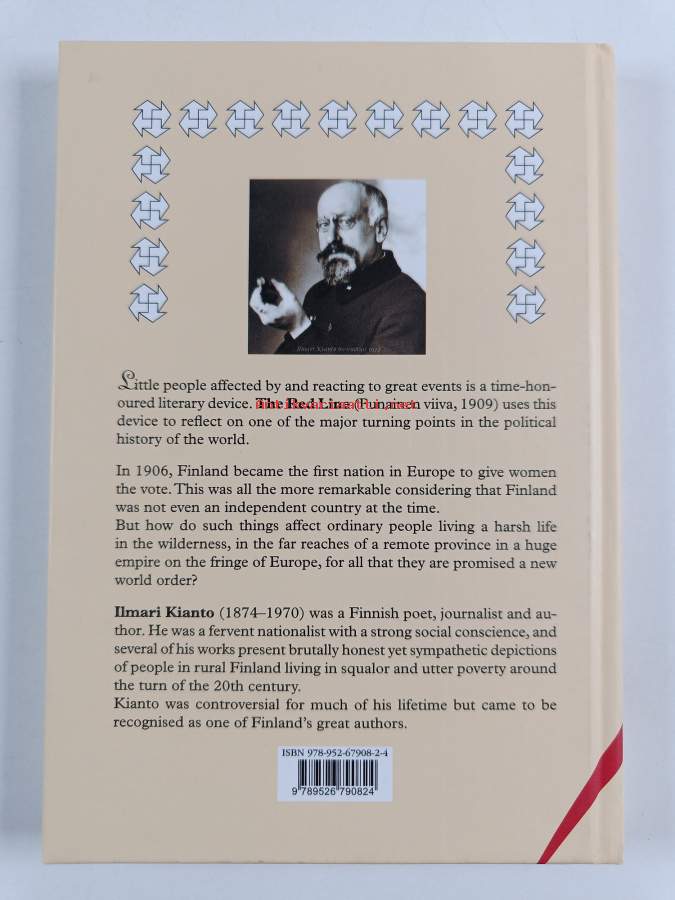 Ilmari Kianto
Little people affected by and reacting to great events is a time-hon-
oured literary device. The Red Line (Punainen viiva, 1909) uses this
device to reflect on one of the major turning points in the political
history of the world.
In 1906, Finland became the first nation in Europe to give women
the vote. This was all the more remarkable considering that Finland
was not even an independent country at the time.
But how do such things affect ordinary people living a harsh life
in the wilderness, in the far reaches of a remote province in a huge
empire on the fringe of Europe, for all that they are promised a new
world order?
Ilmari Kianto (1874–1970) was a Finnish poet, journalist and au-
thor. He was a fervent nationalist with a strong social conscience, and
several of his works present brutally honest yet sympathetic depictions
of people in rural Finland living in squalor and utter poverty around
the turn of the 20th century.
Kianto was controversial for much of his lifetime but came to be
recognised as one of Finland's great authors.
ISBN 978-952-67908-2-4
9 789526 790824